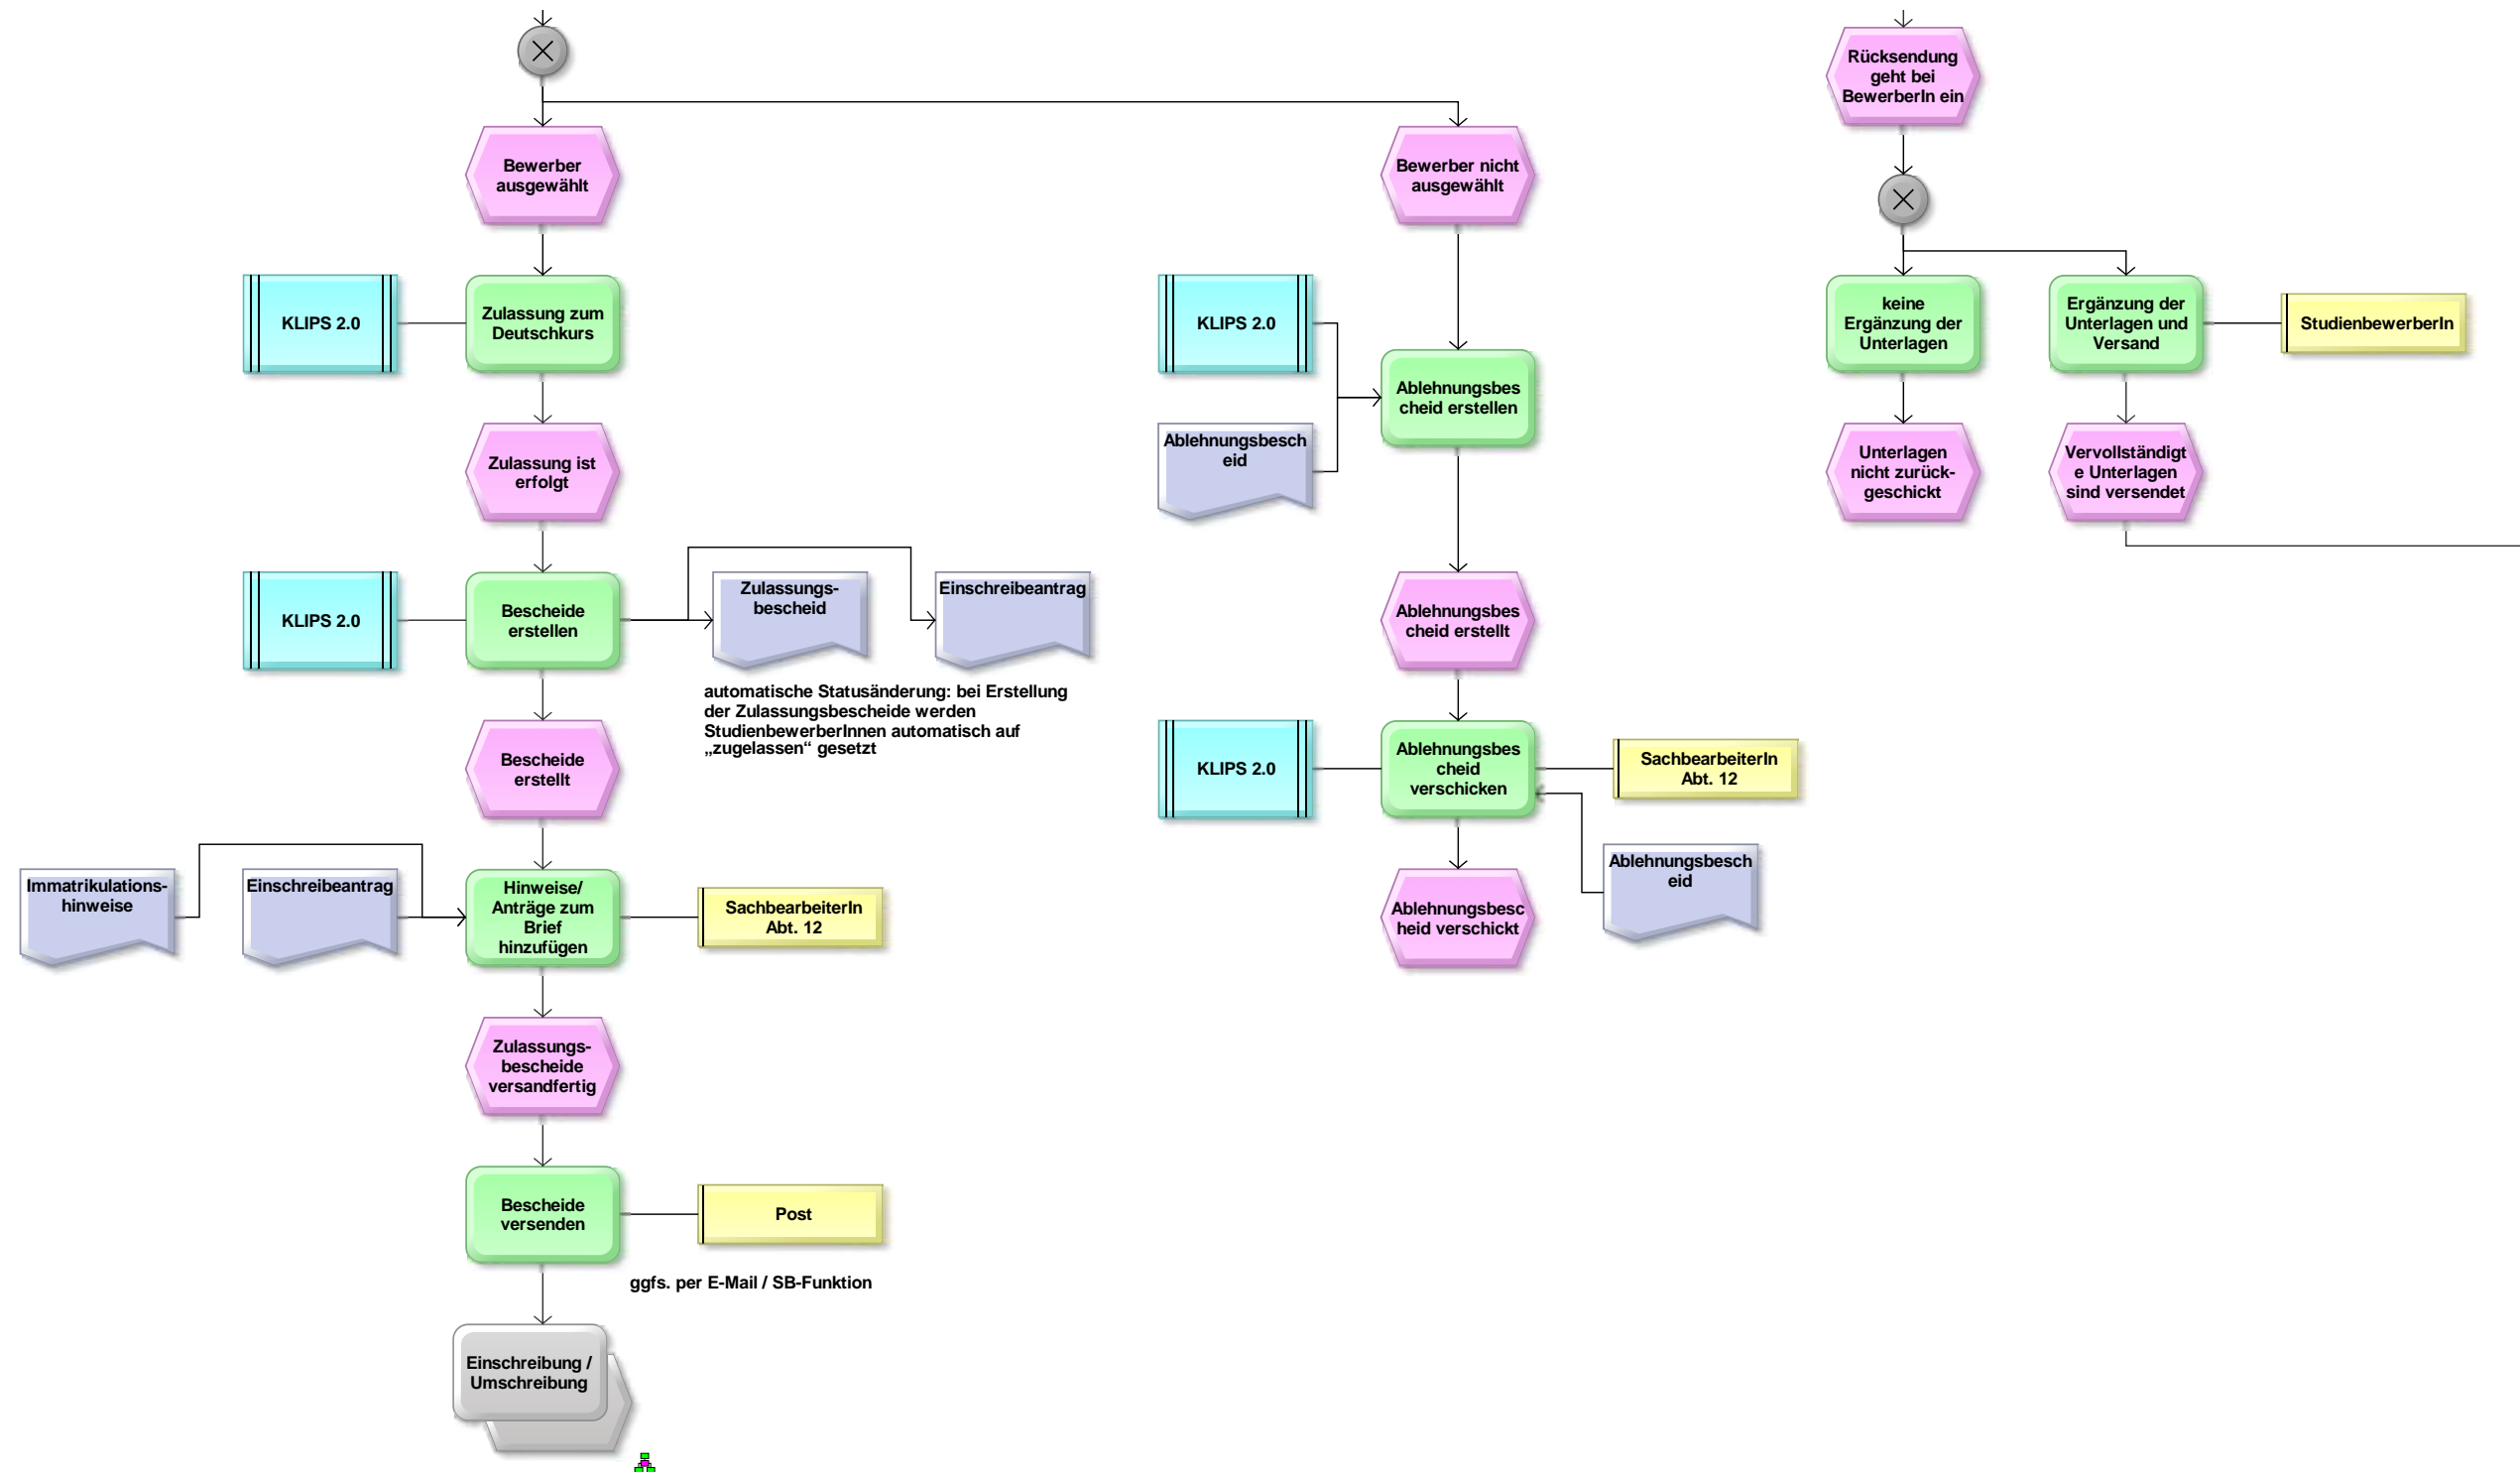 Rücksendung
geht bei
BewerberIn ein
Bewerber
ausgewählt
Bewerber nicht
ausgewählt
KLIPS 2.0
Zulassung zum
Deutschkurs
KLIPS 2.0
keine
Ergänzung der
Unterlagen
Ergänzung der
Unterlagen und
Versand
StudienbewerberIn
Ablehnungsbes
cheid erstellen
Ablehnungsbesch
eid
Zulassung ist
erfolgt
Unterlagen
nicht zurück-
geschickt
Vervollständigt
e Unterlagen
sind versendet
KLIPS 2.0
Bescheide
erstellen
Zulassungs-
bescheid
Einschreibeantrag
Ablehnungsbes
cheid erstellt
automatische Statusänderung: bei Erstellung
der Zulassungsbescheide werden
StudienbewerberInnen automatisch auf
„zugelassen“ gesetzt
Bescheide
erstellt
KLIPS 2.0
Ablehnungsbes
cheid
verschicken
SachbearbeiterIn
Abt. 12
Ablehnungsbesch
eid
Immatrikulations-
hinweise
Einschreibeantrag
Hinweise/
Anträge zum
Brief
hinzufügen
SachbearbeiterIn
Abt. 12
Ablehnungsbesc
heid verschickt
Zulassungs-
bescheide
versandfertig
Bescheide
versenden
Post
ggfs. per E-Mail / SB-Funktion
Einschreibung /
Umschreibung